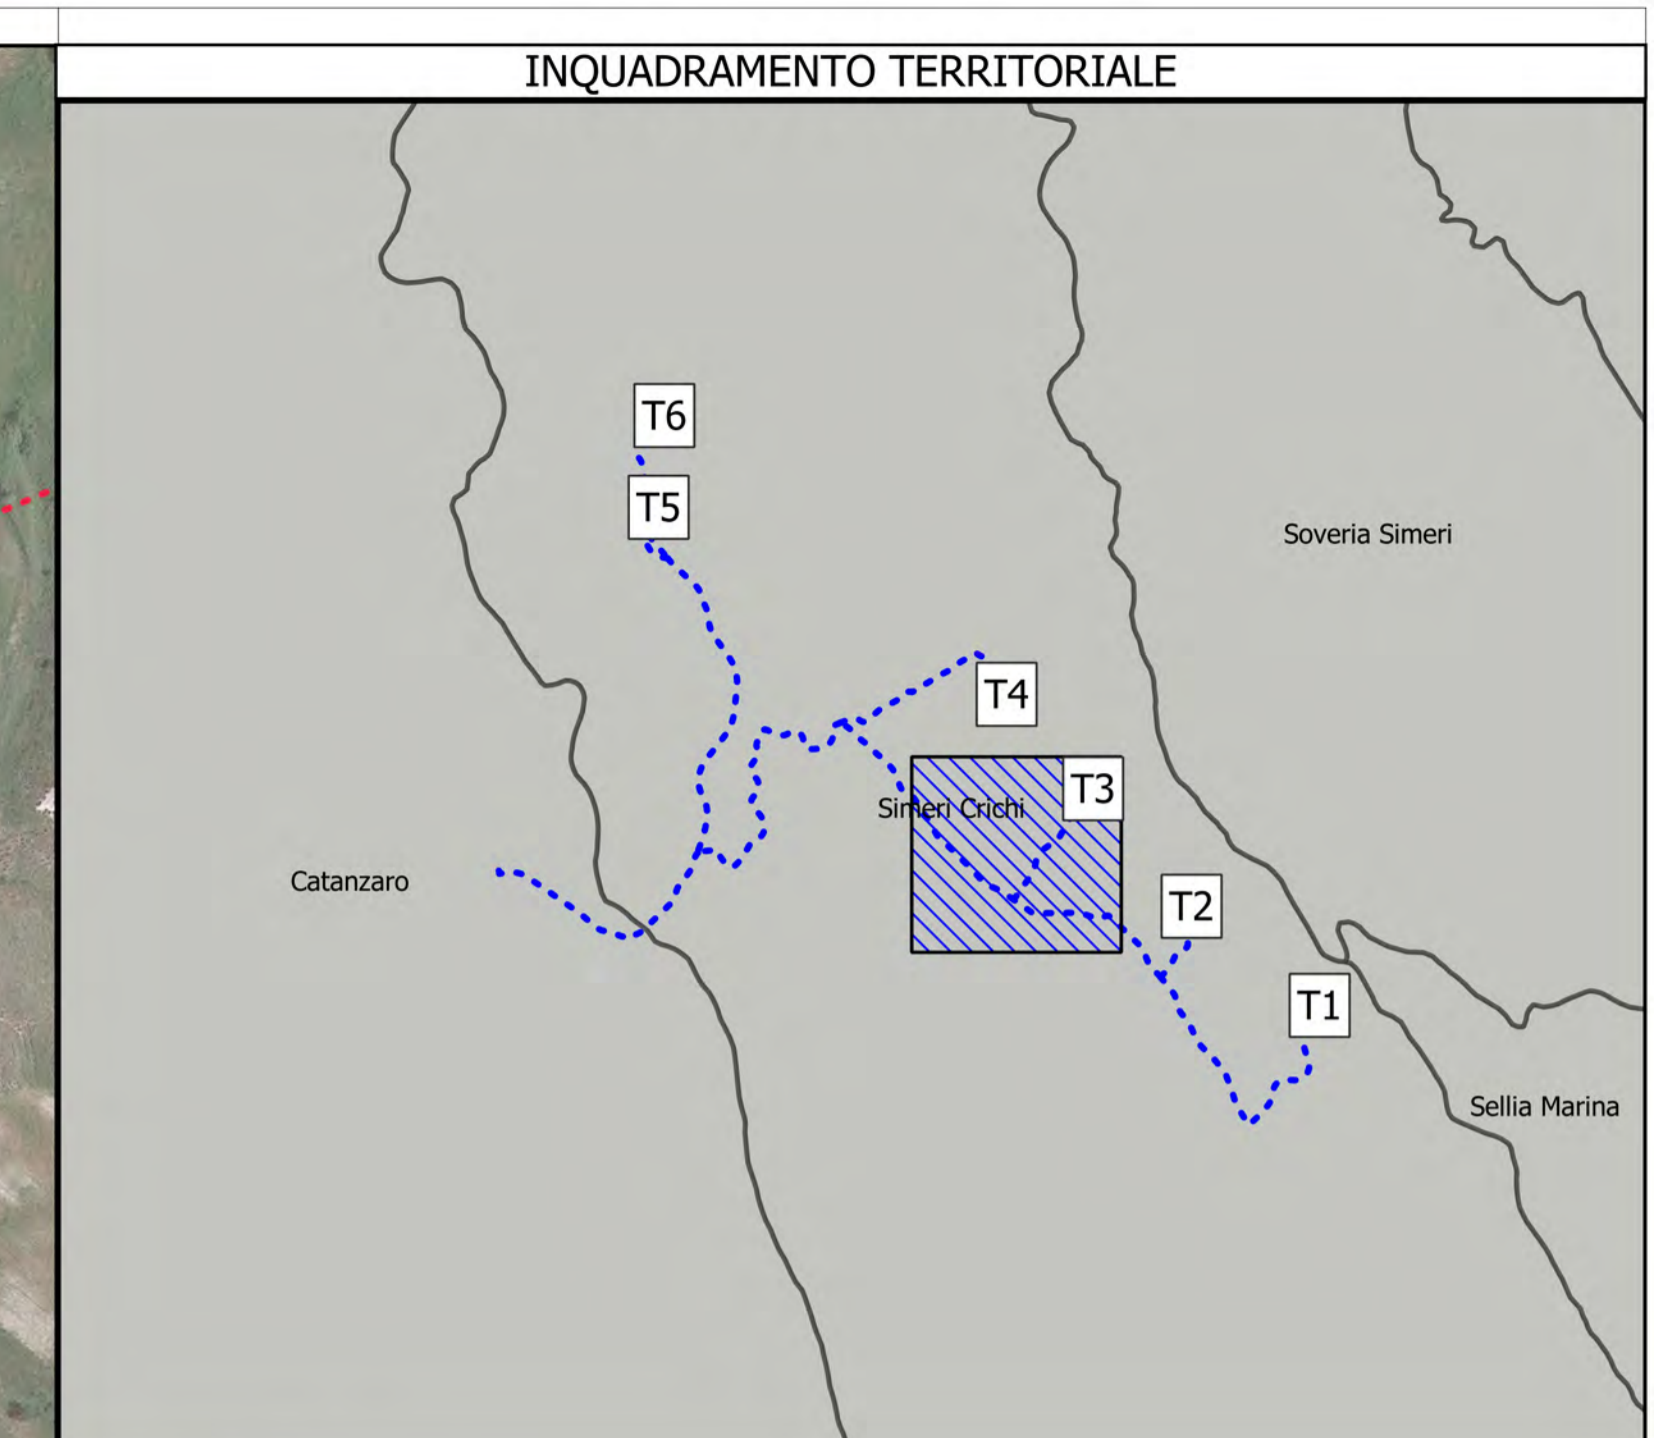 INQUADRAMENTO TERRITORIALE
T6
T5
Soveria Simeri
T4
T3
Simeri Crichi
Catanzaro
T2
T1
Sellia Marina